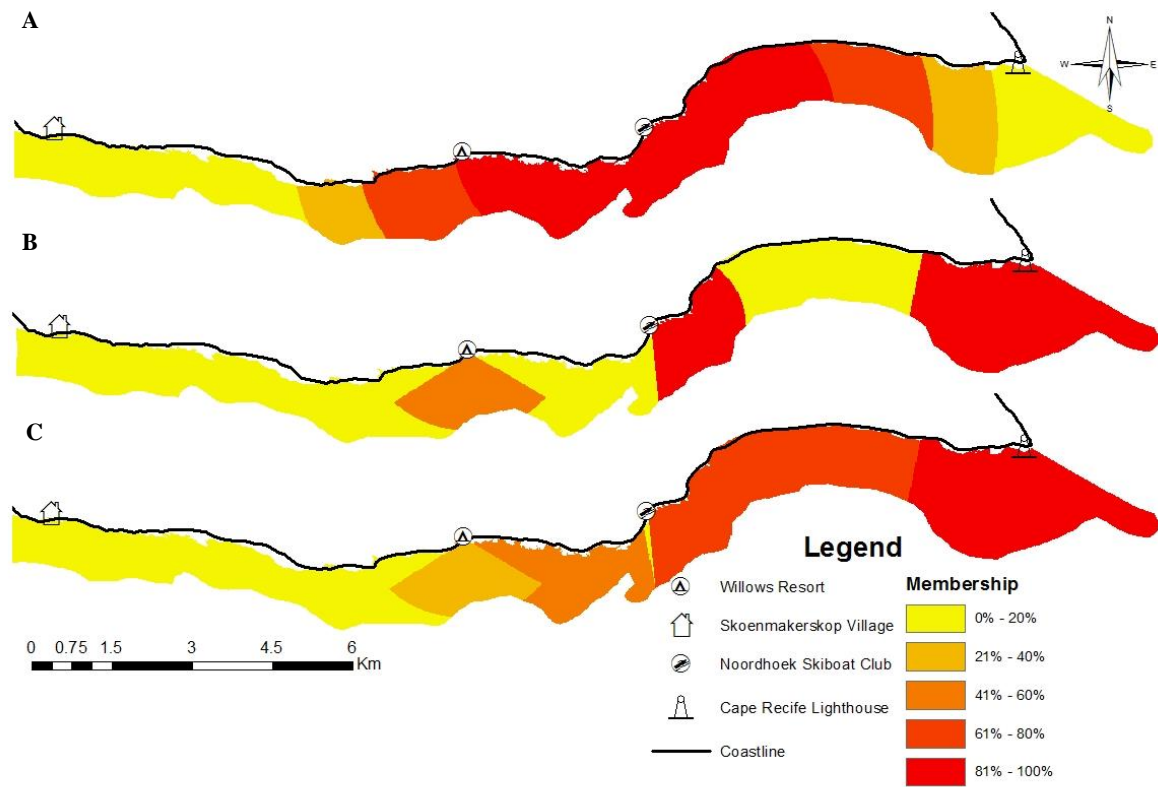 A
N
W E
S
B
C
Legend
Willows Resort
Skoenmakerskop Village
Noordhoek Skiboat Club
Cape Recife Lighthouse
Coastline
Membership
0% - 20%
21% - 40%
41% - 60%
61% - 80%
81% - 100%
0 0.75 1.5 3 4.5 6
Km